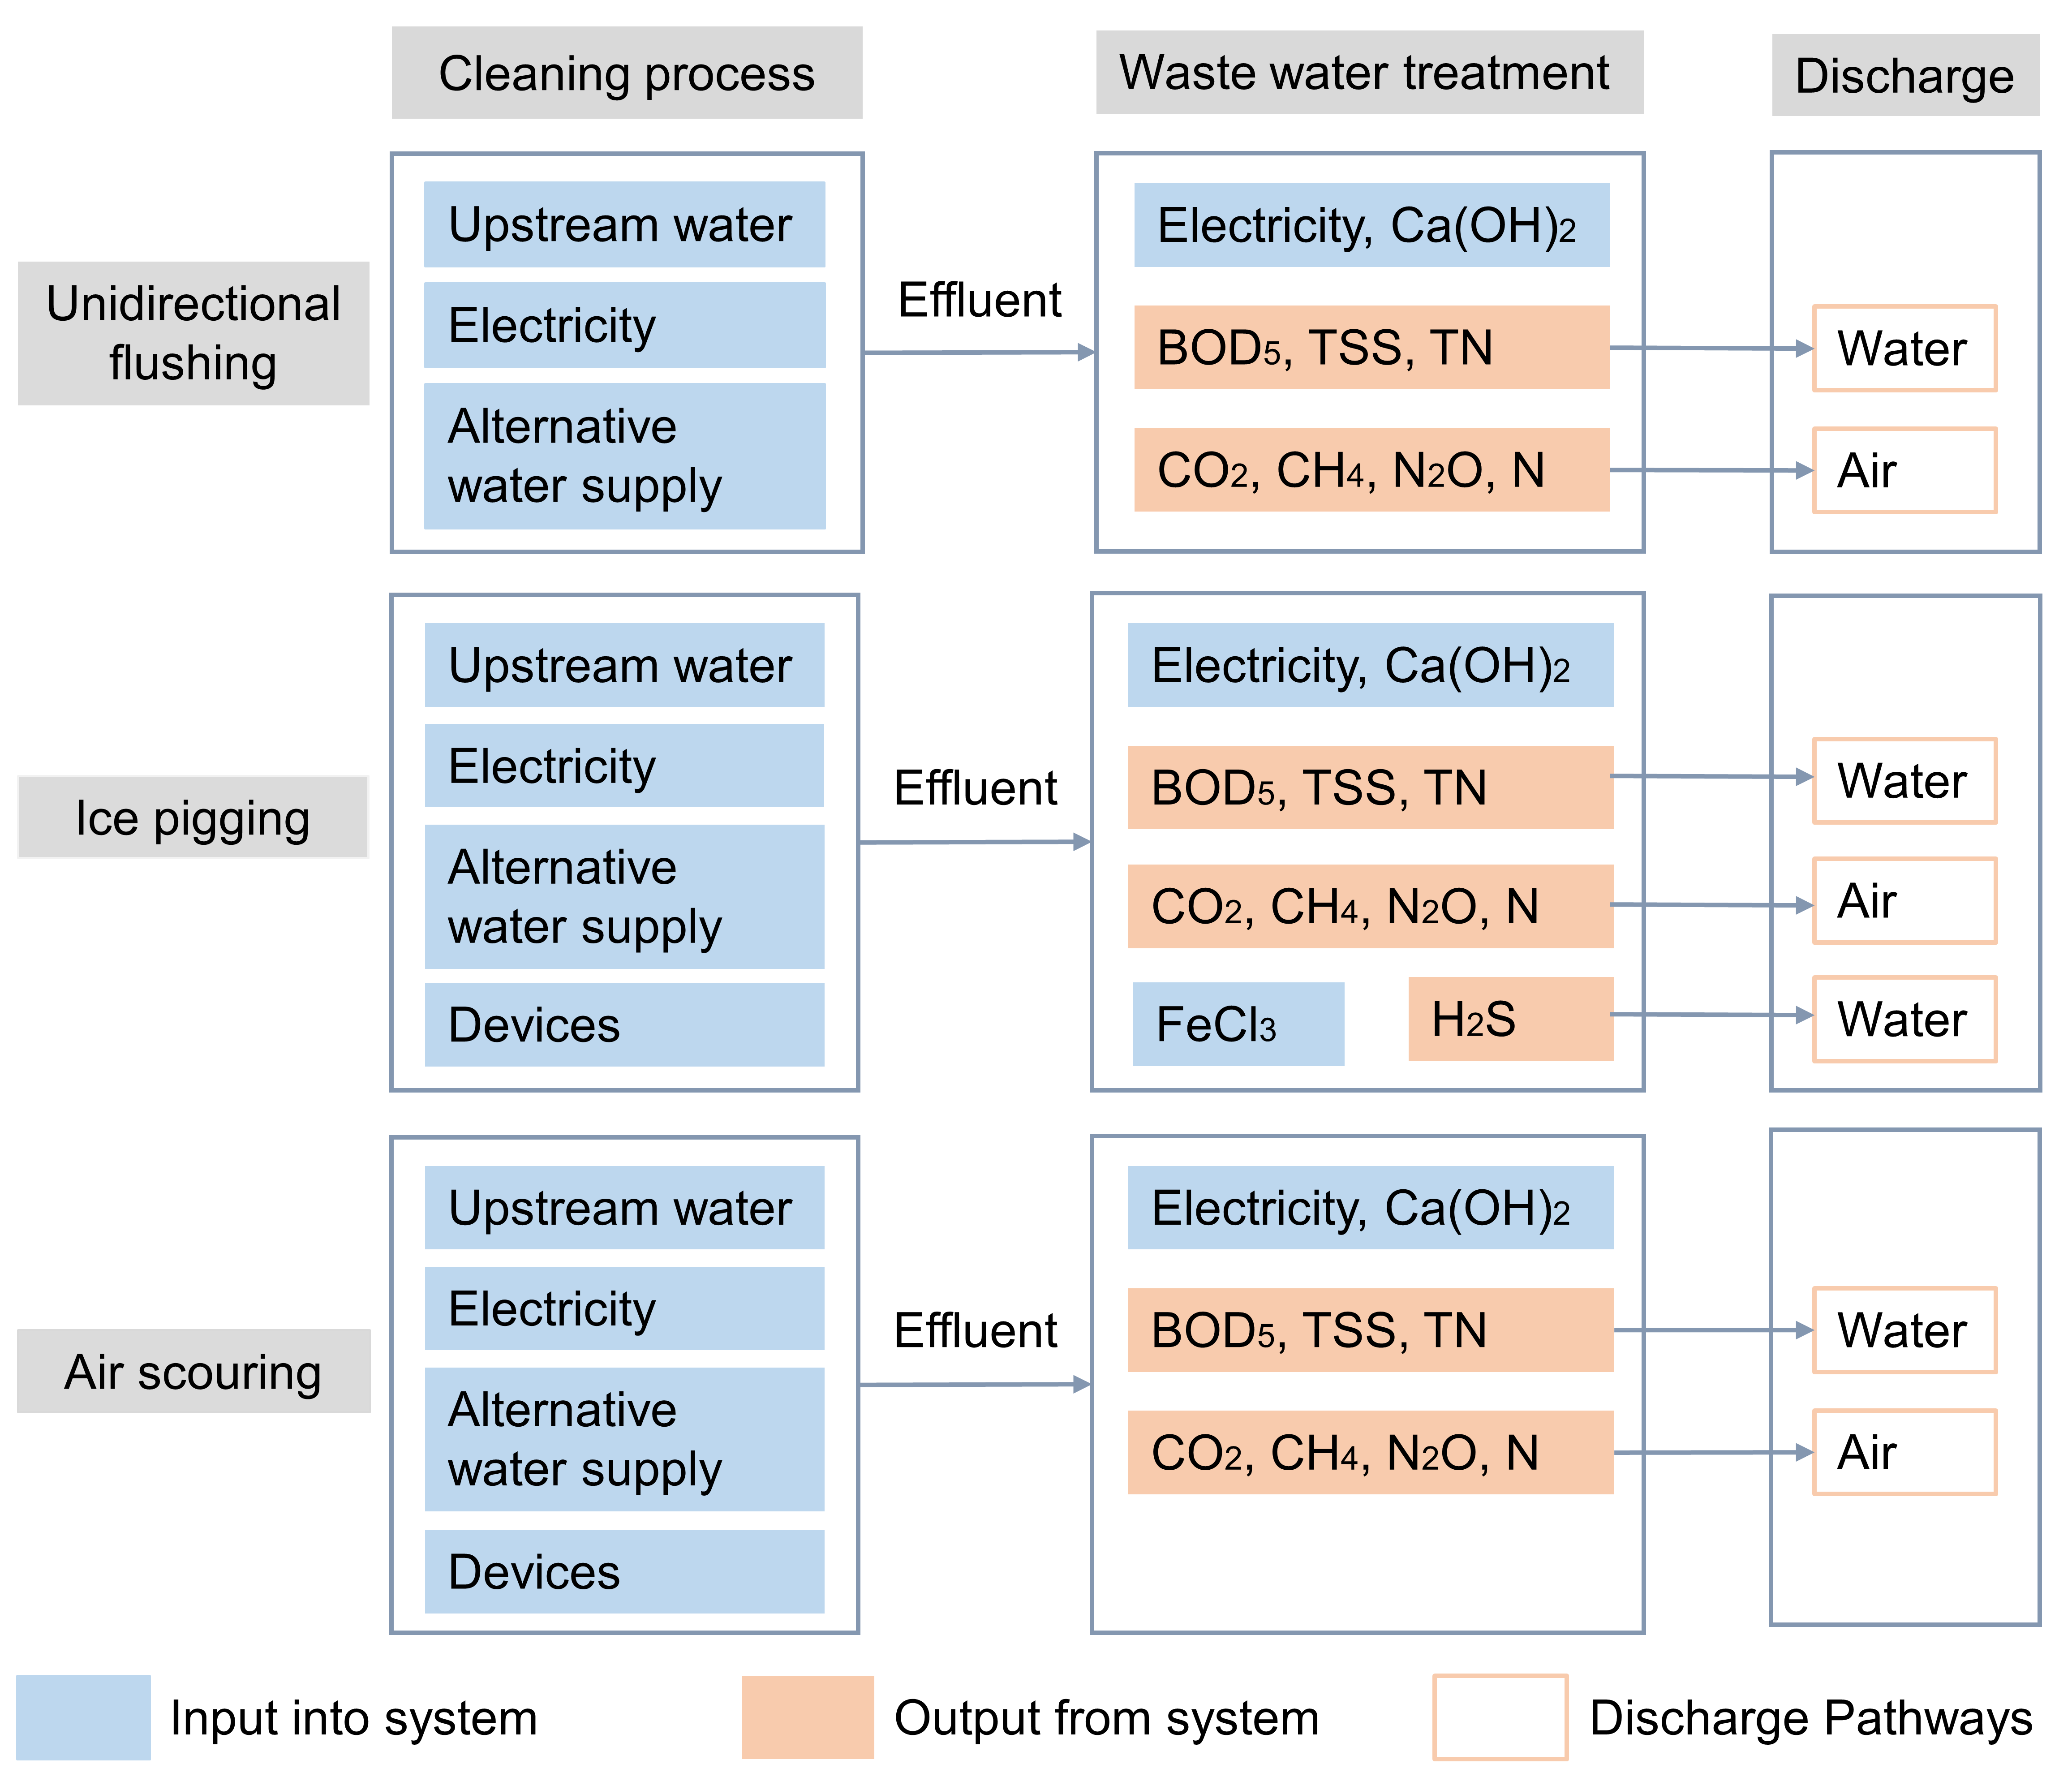 Cleaning process
Waste water treatment
Discharge
Unidirectional
flushing
Upstream water
Electricity
Alternative
water supply
Effluent
Electricity, Ca(OH)2
BOD5, TSS, TN
CO2, CH4, N2O, N
Water
Air
Ice pigging
Upstream water
Electricity
Alternative
water supply
Devices
Effluent
Electricity, Ca(OH)2
BOD5, TSS, TN
CO2, CH4, N2O, N
FeCl3
H2S
Water
Air
Water
Air scouring
Upstream water
Electricity
Alternative
water supply
Devices
Effluent
Electricity, Ca(OH)2
BOD5, TSS, TN
CO2, CH4, N2O, N
Water
Air
Input into system
Output from system
Discharge Pathways